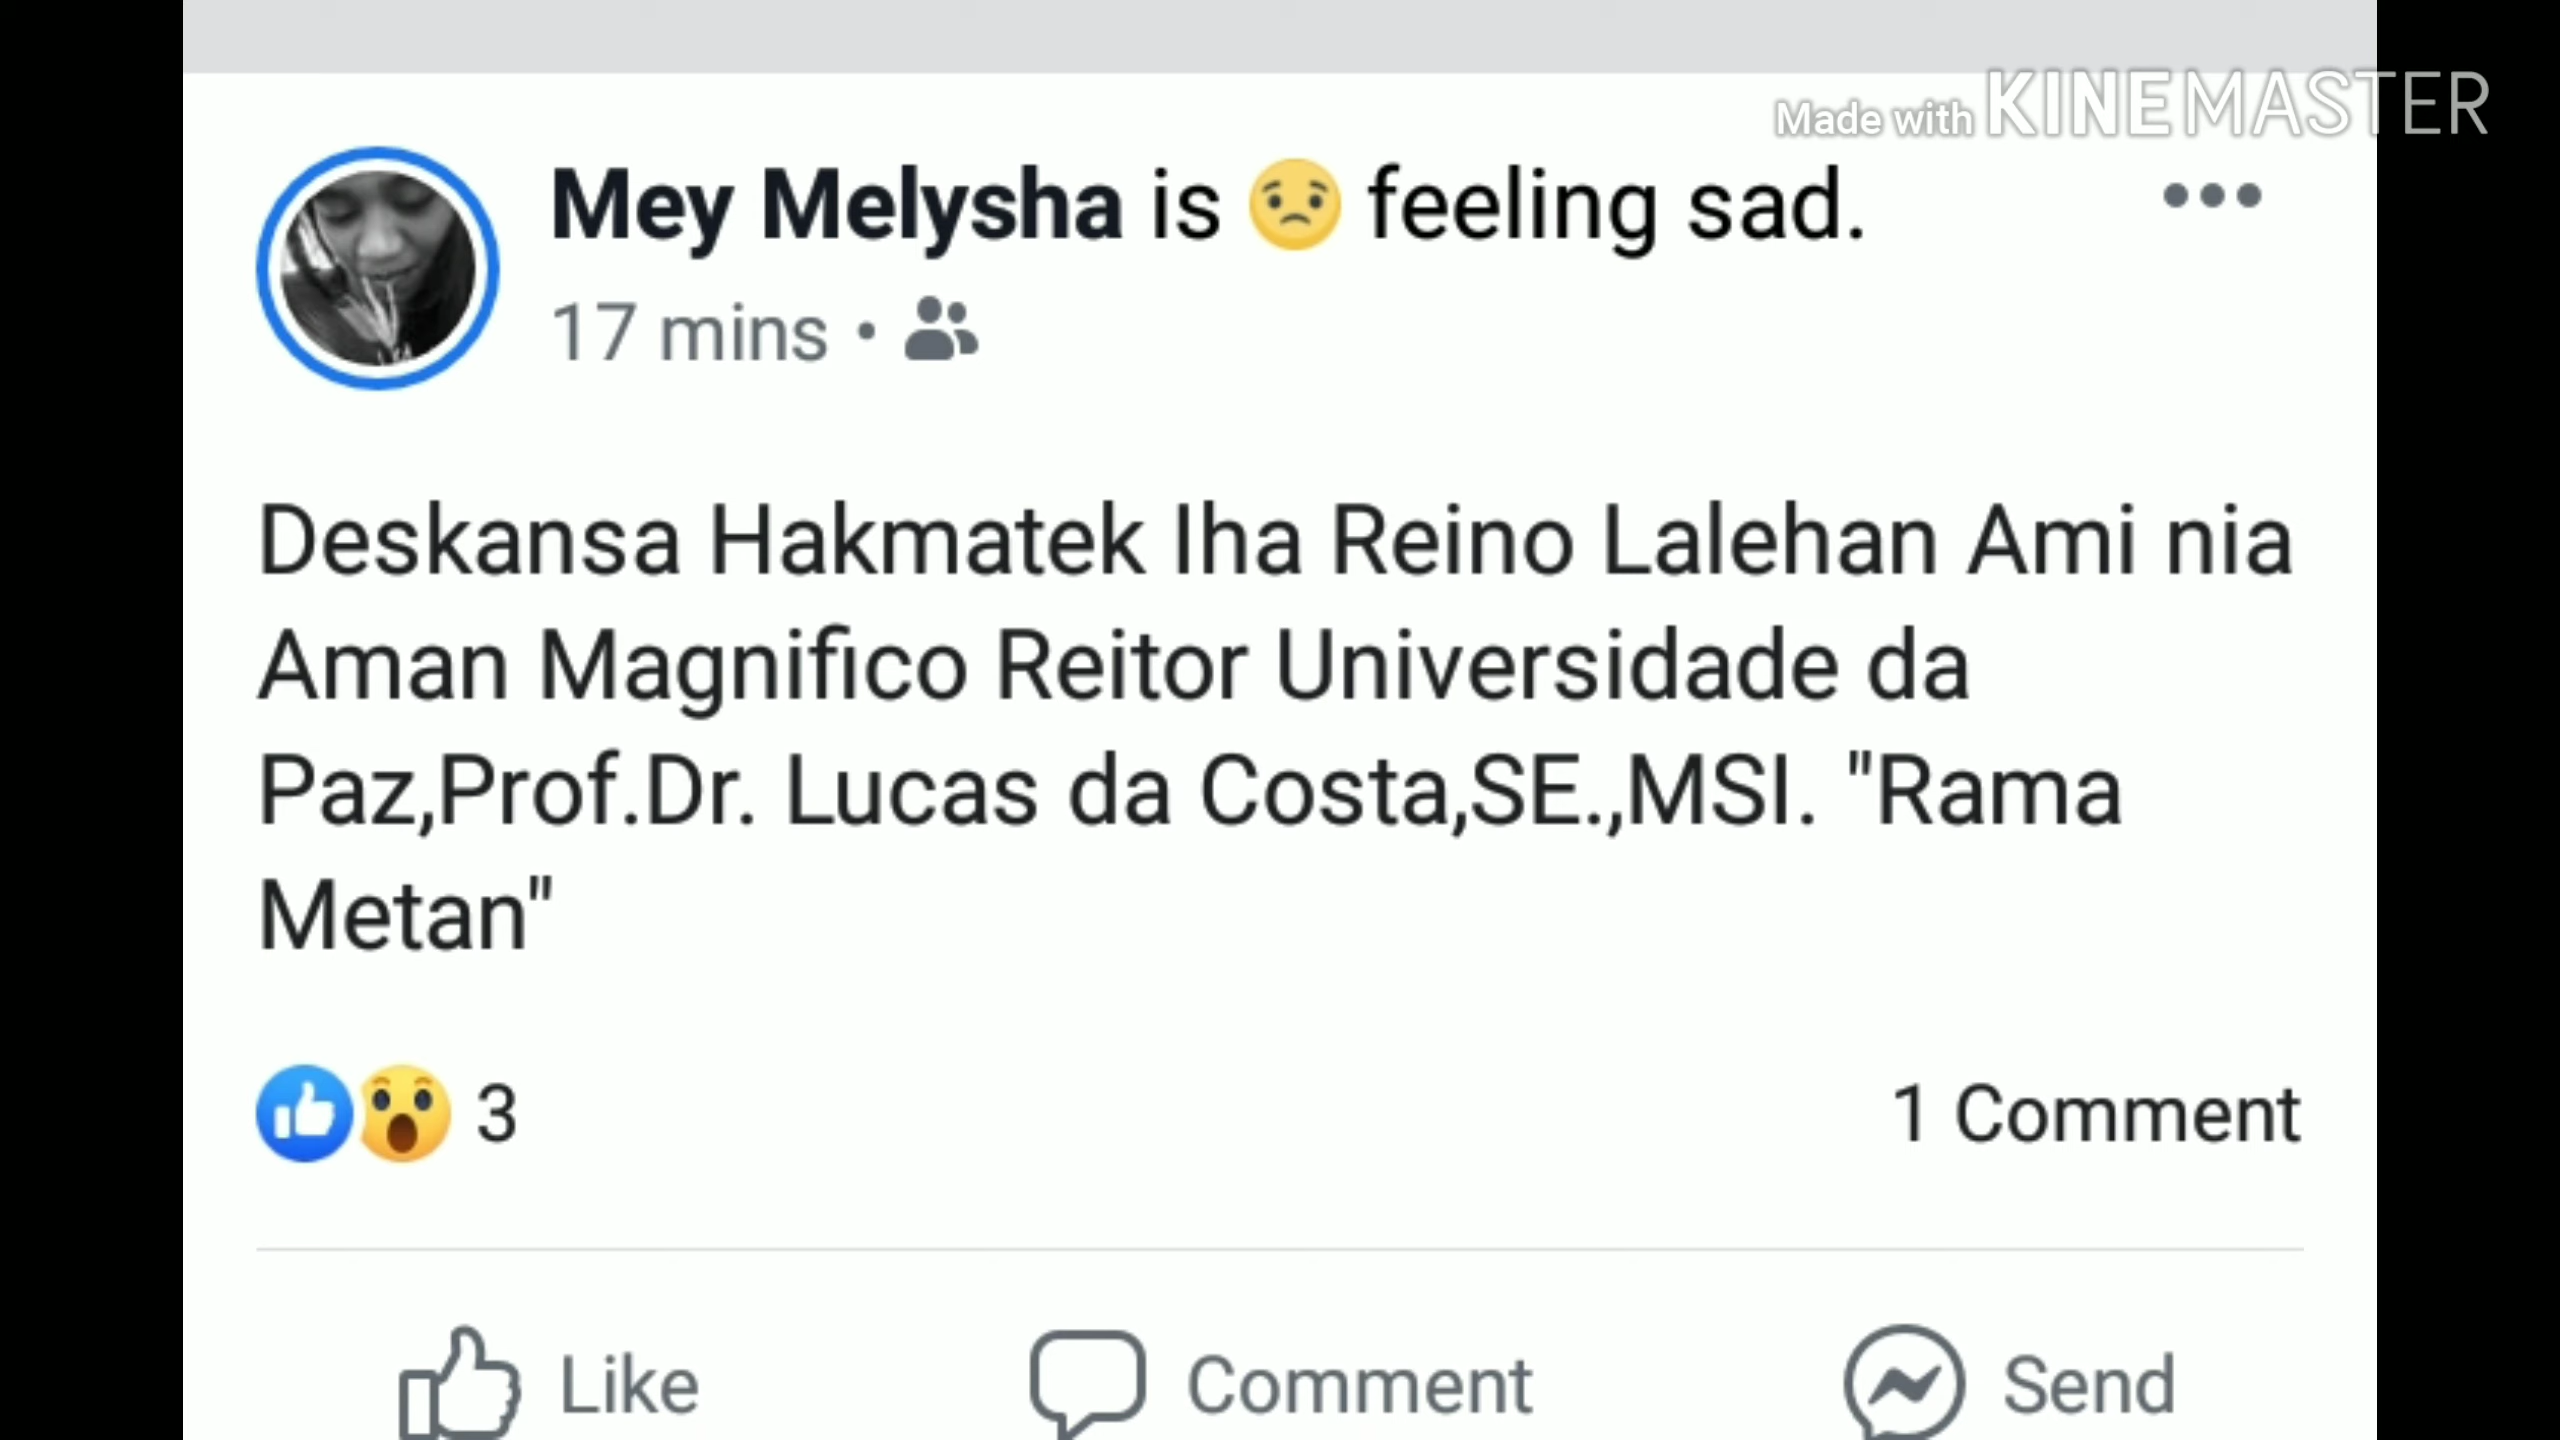 Made with KINEMASTER
Mey Melysha is 😟 feeling sad.
17 mins •
Deskansa Hakmatek Iha Reino Lalehan Ami nia
Aman Magnifico Reitor Universidade da
Paz,Prof.Dr. Lucas da Costa,SE.,MSI. "Rama
Metan"
3 1 Comment
Like Comment Send